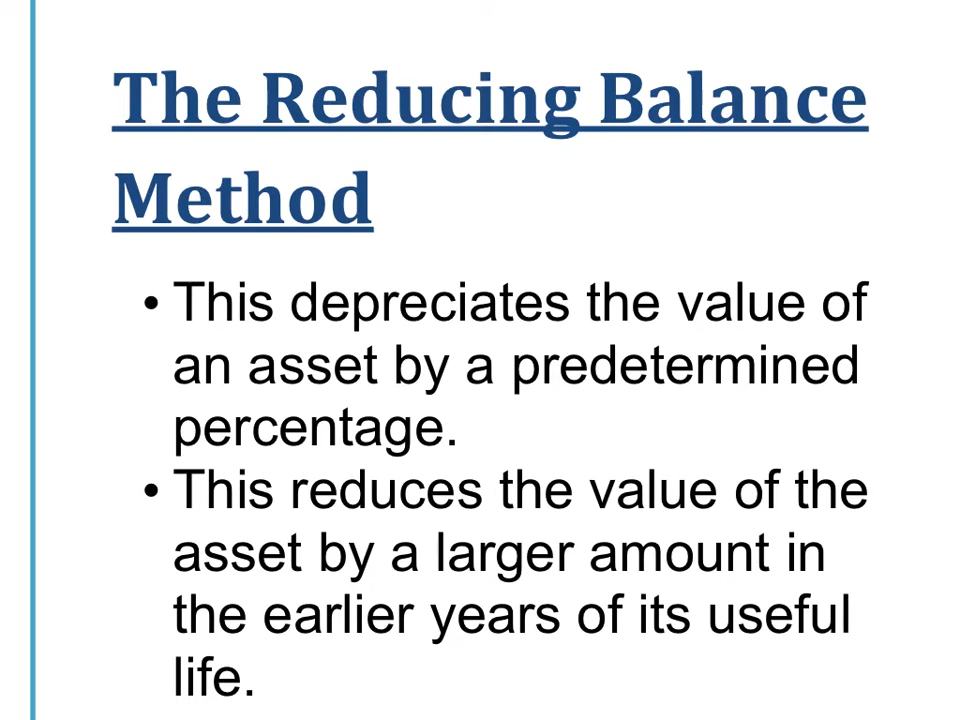 The Reducing Balance
Method
• This depreciates the value of
an asset by a predetermined
percentage.
• This reduces the value of the
asset by a larger amount in
the earlier years of its useful
life.